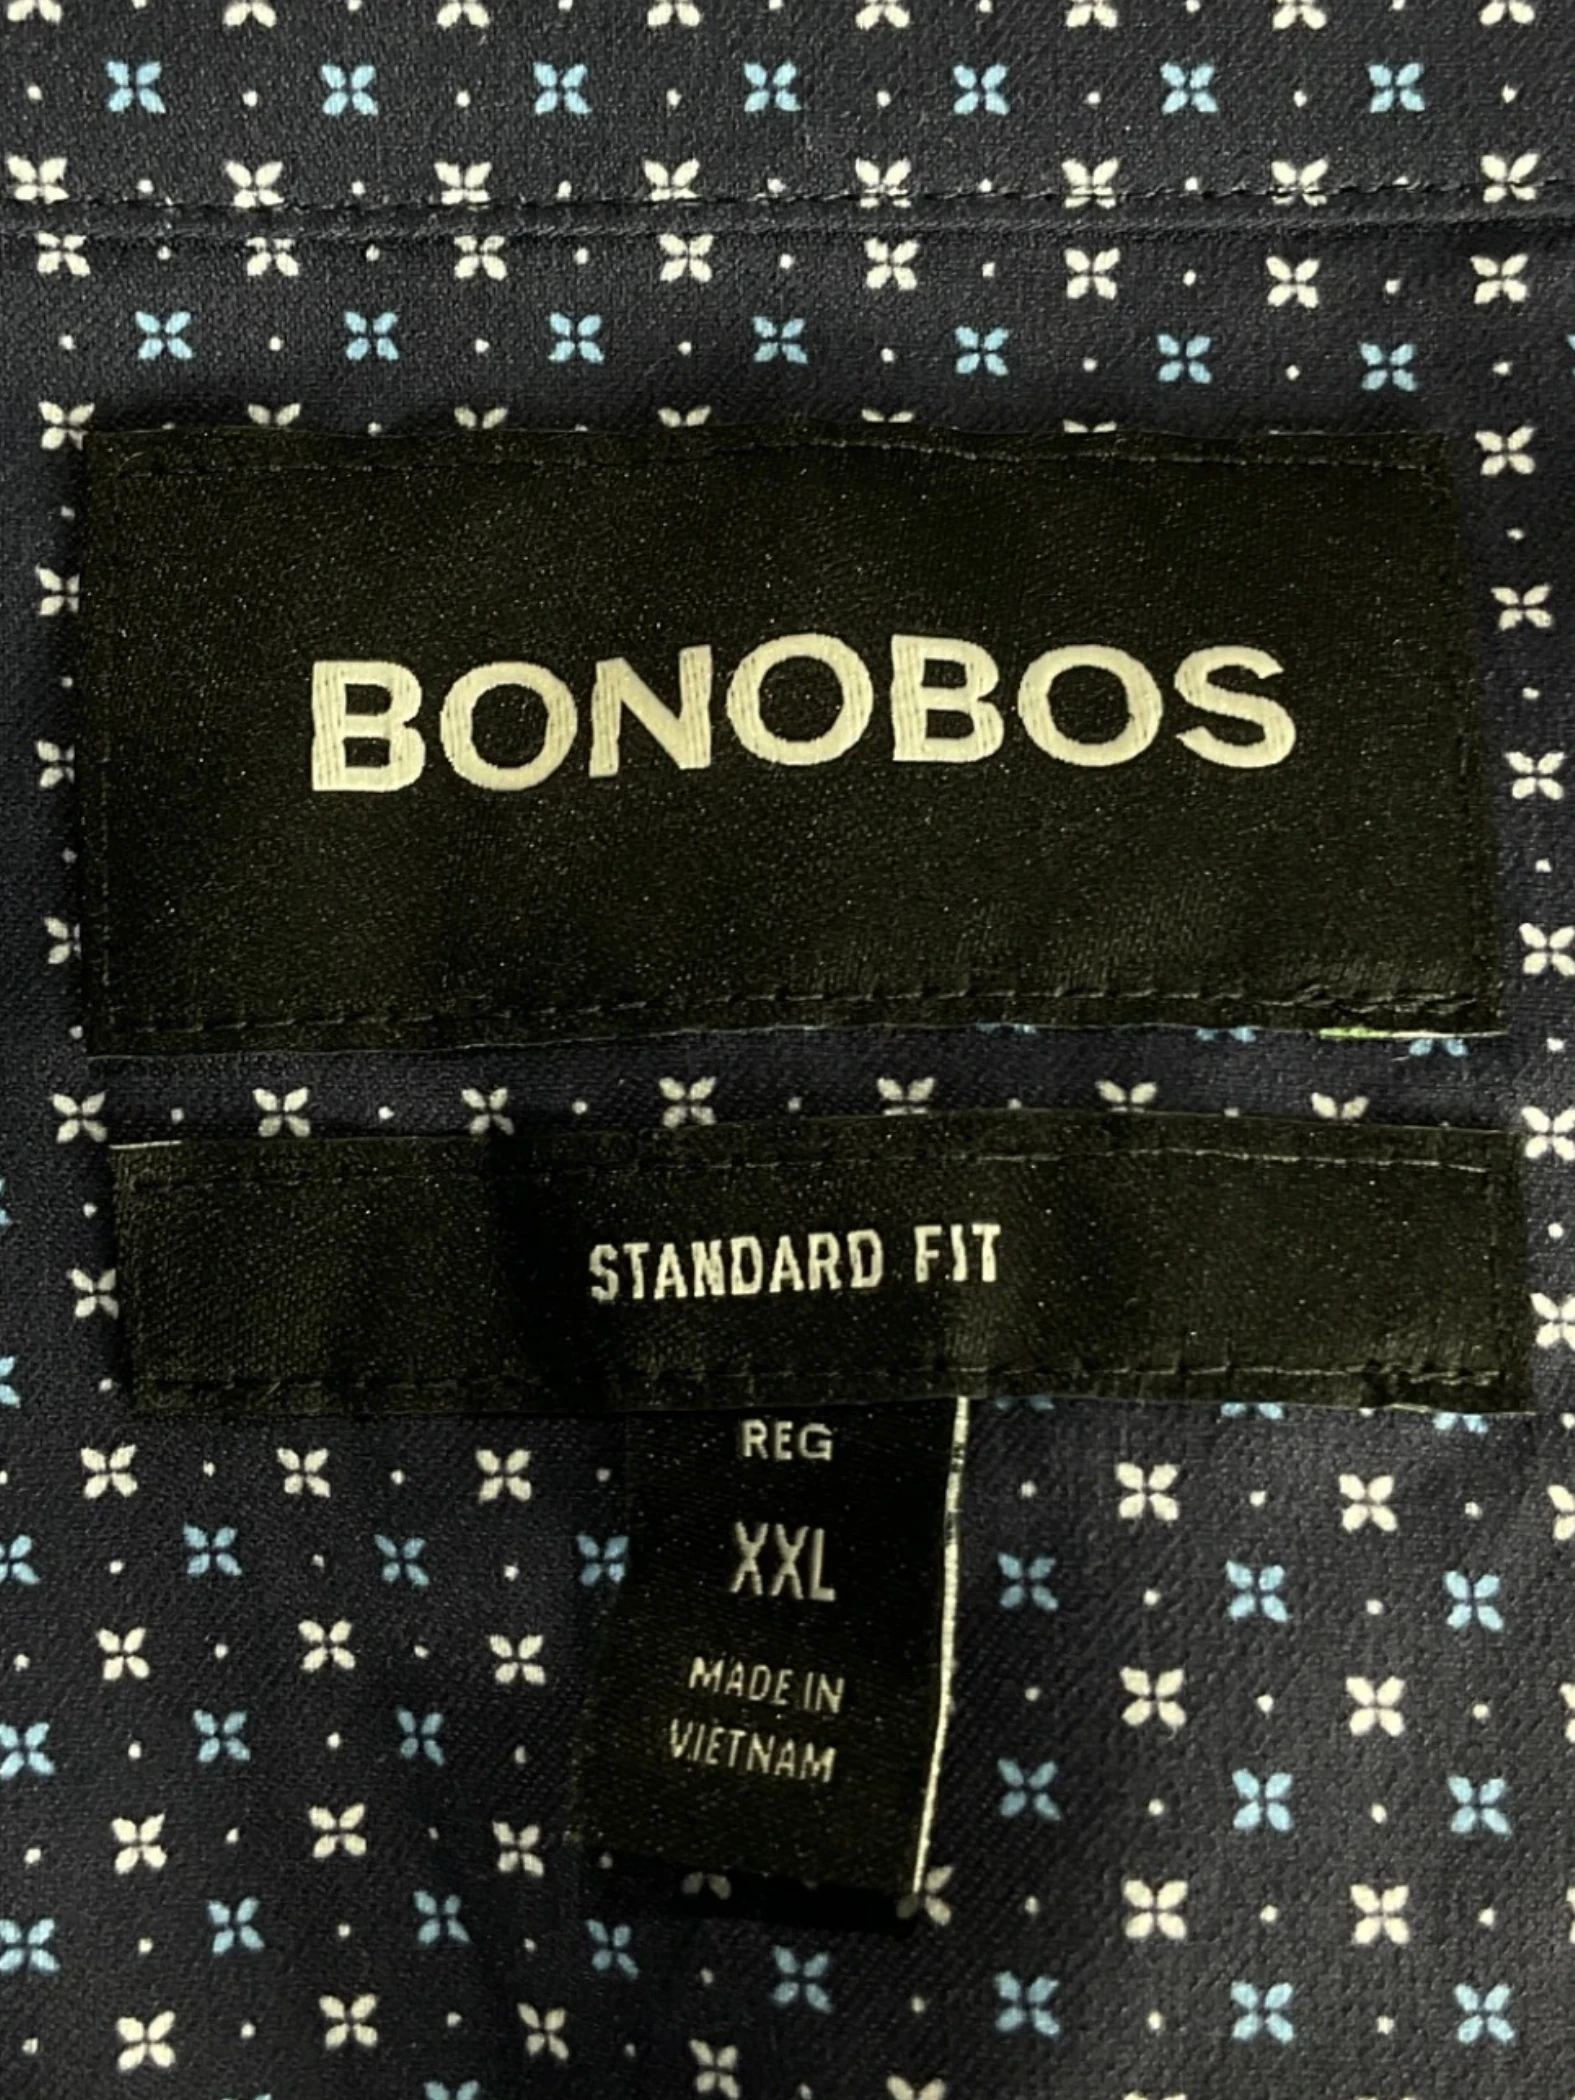 BONOBOS
STANDARD FIT
REG
XXL
MADE IN
VIETNAM